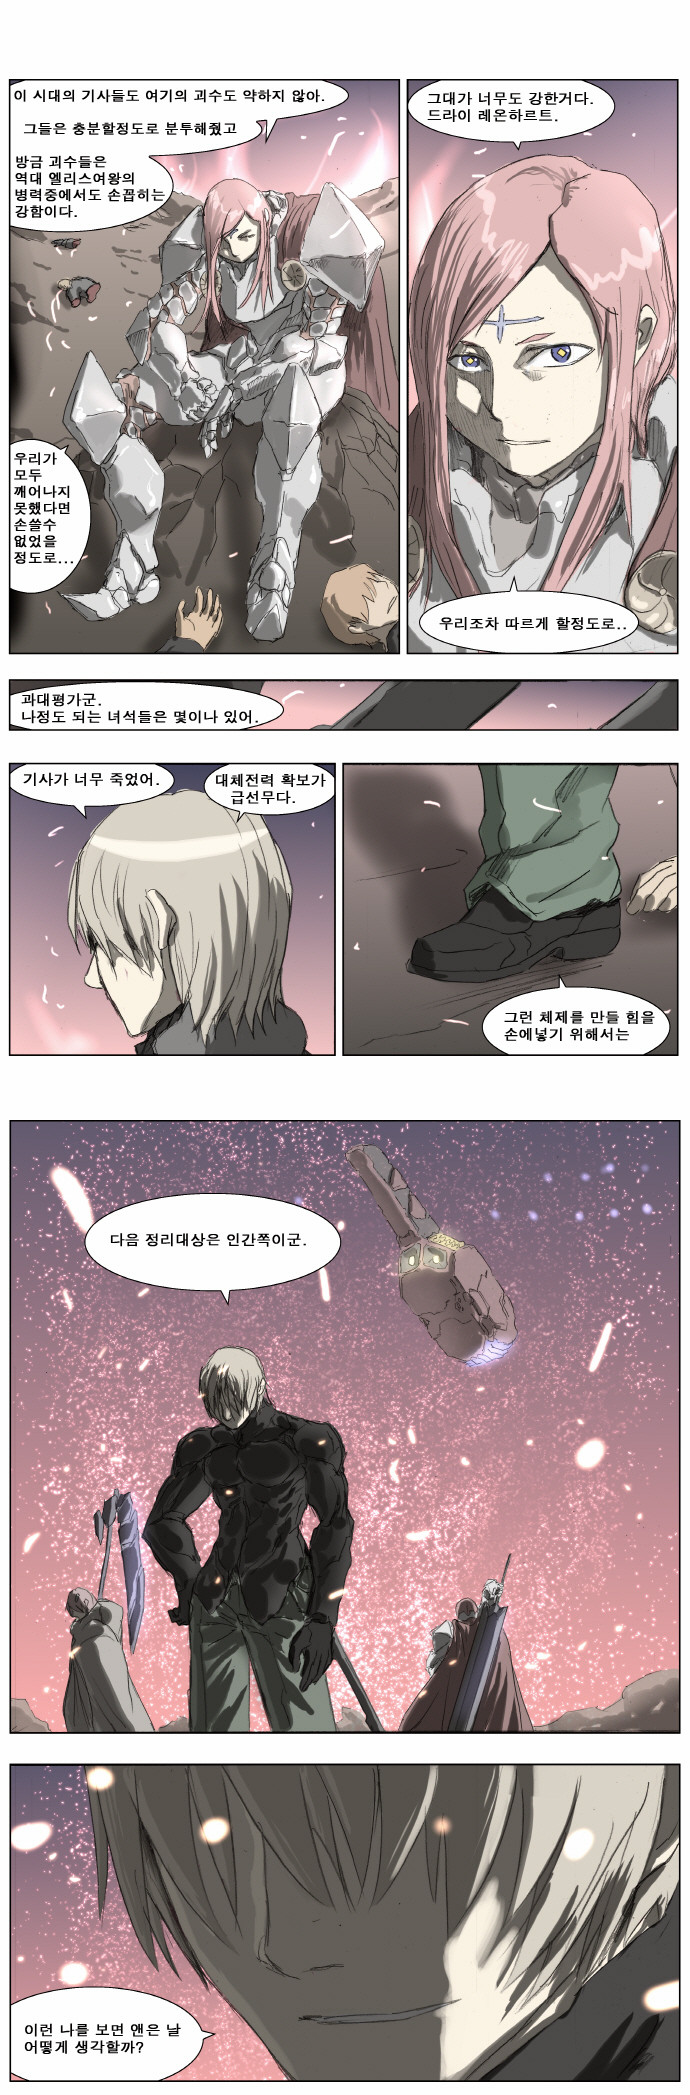 이 시대의 기사들도 여기의 괴수도 약하지 않아.
그들은 충분할정도로 분투해줬고
방금 괴수들은
역대 엘리스여왕의
병력중에서도 손꼽히는
강함이다.
우리가
모두
깨어나지
못했다면
손쓸수
없었을
정도로...
그대가 너무도 강한거다.
드라이 레온하르트.
우리조차 따르게 할정도로..
과대평가군.
나정도 되는 녀석들은 몇이나 있어.
기사가 너무 죽었어.
대체전력 확보가
급선무다.
그런 체제를 만들 힘을
손에넣기 위해서는
다음 정리대상은 인간쪽이군.
이런 나를 보면 앤은 날
어떻게 생각할까?